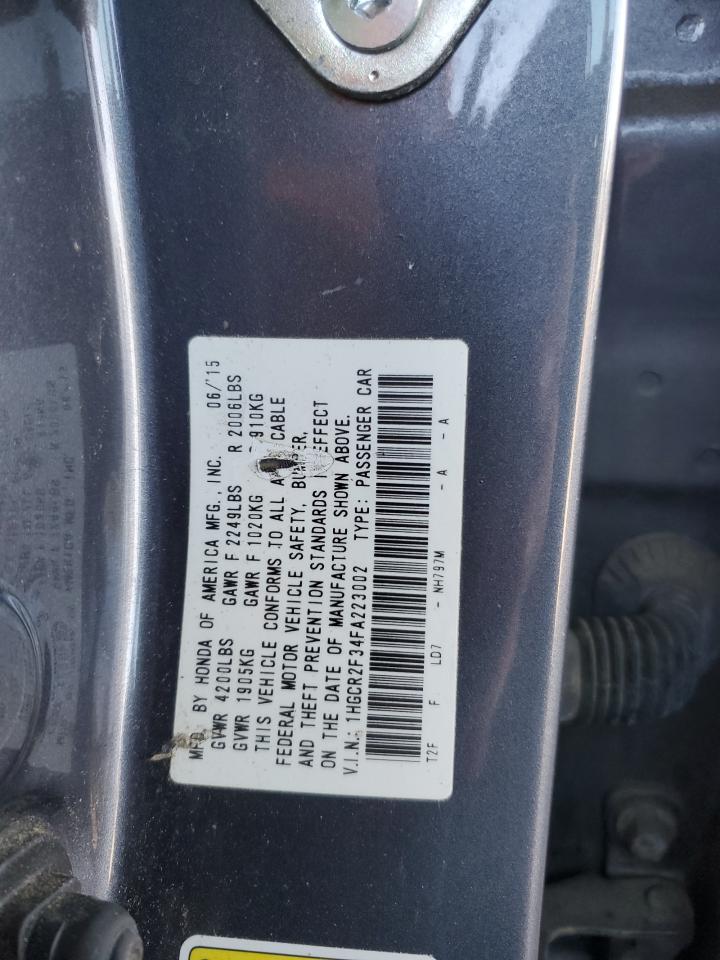 MFD. BY HONDA OF AMERICA MFG., INC. 06/'15
GVWR 4200LBS GAWR F 2249LBS R 2006LBS
GVWR 1905KG GAWR F 1020KG 910KG
THIS VEHICLE CONFORMS TO ALL A CABLE
FEDERAL MOTOR VEHICLE SAFETY, BU ER,
AND THEFT PREVENTION STANDARDS I EFFECT
ON THE DATE OF MANUFACTURE SHOWN ABOVE.
V.I.N.: 1HGCR2F34FA223002 TYPE: PASSENGER CAR
T2F F LD7 - NH797M - A - A